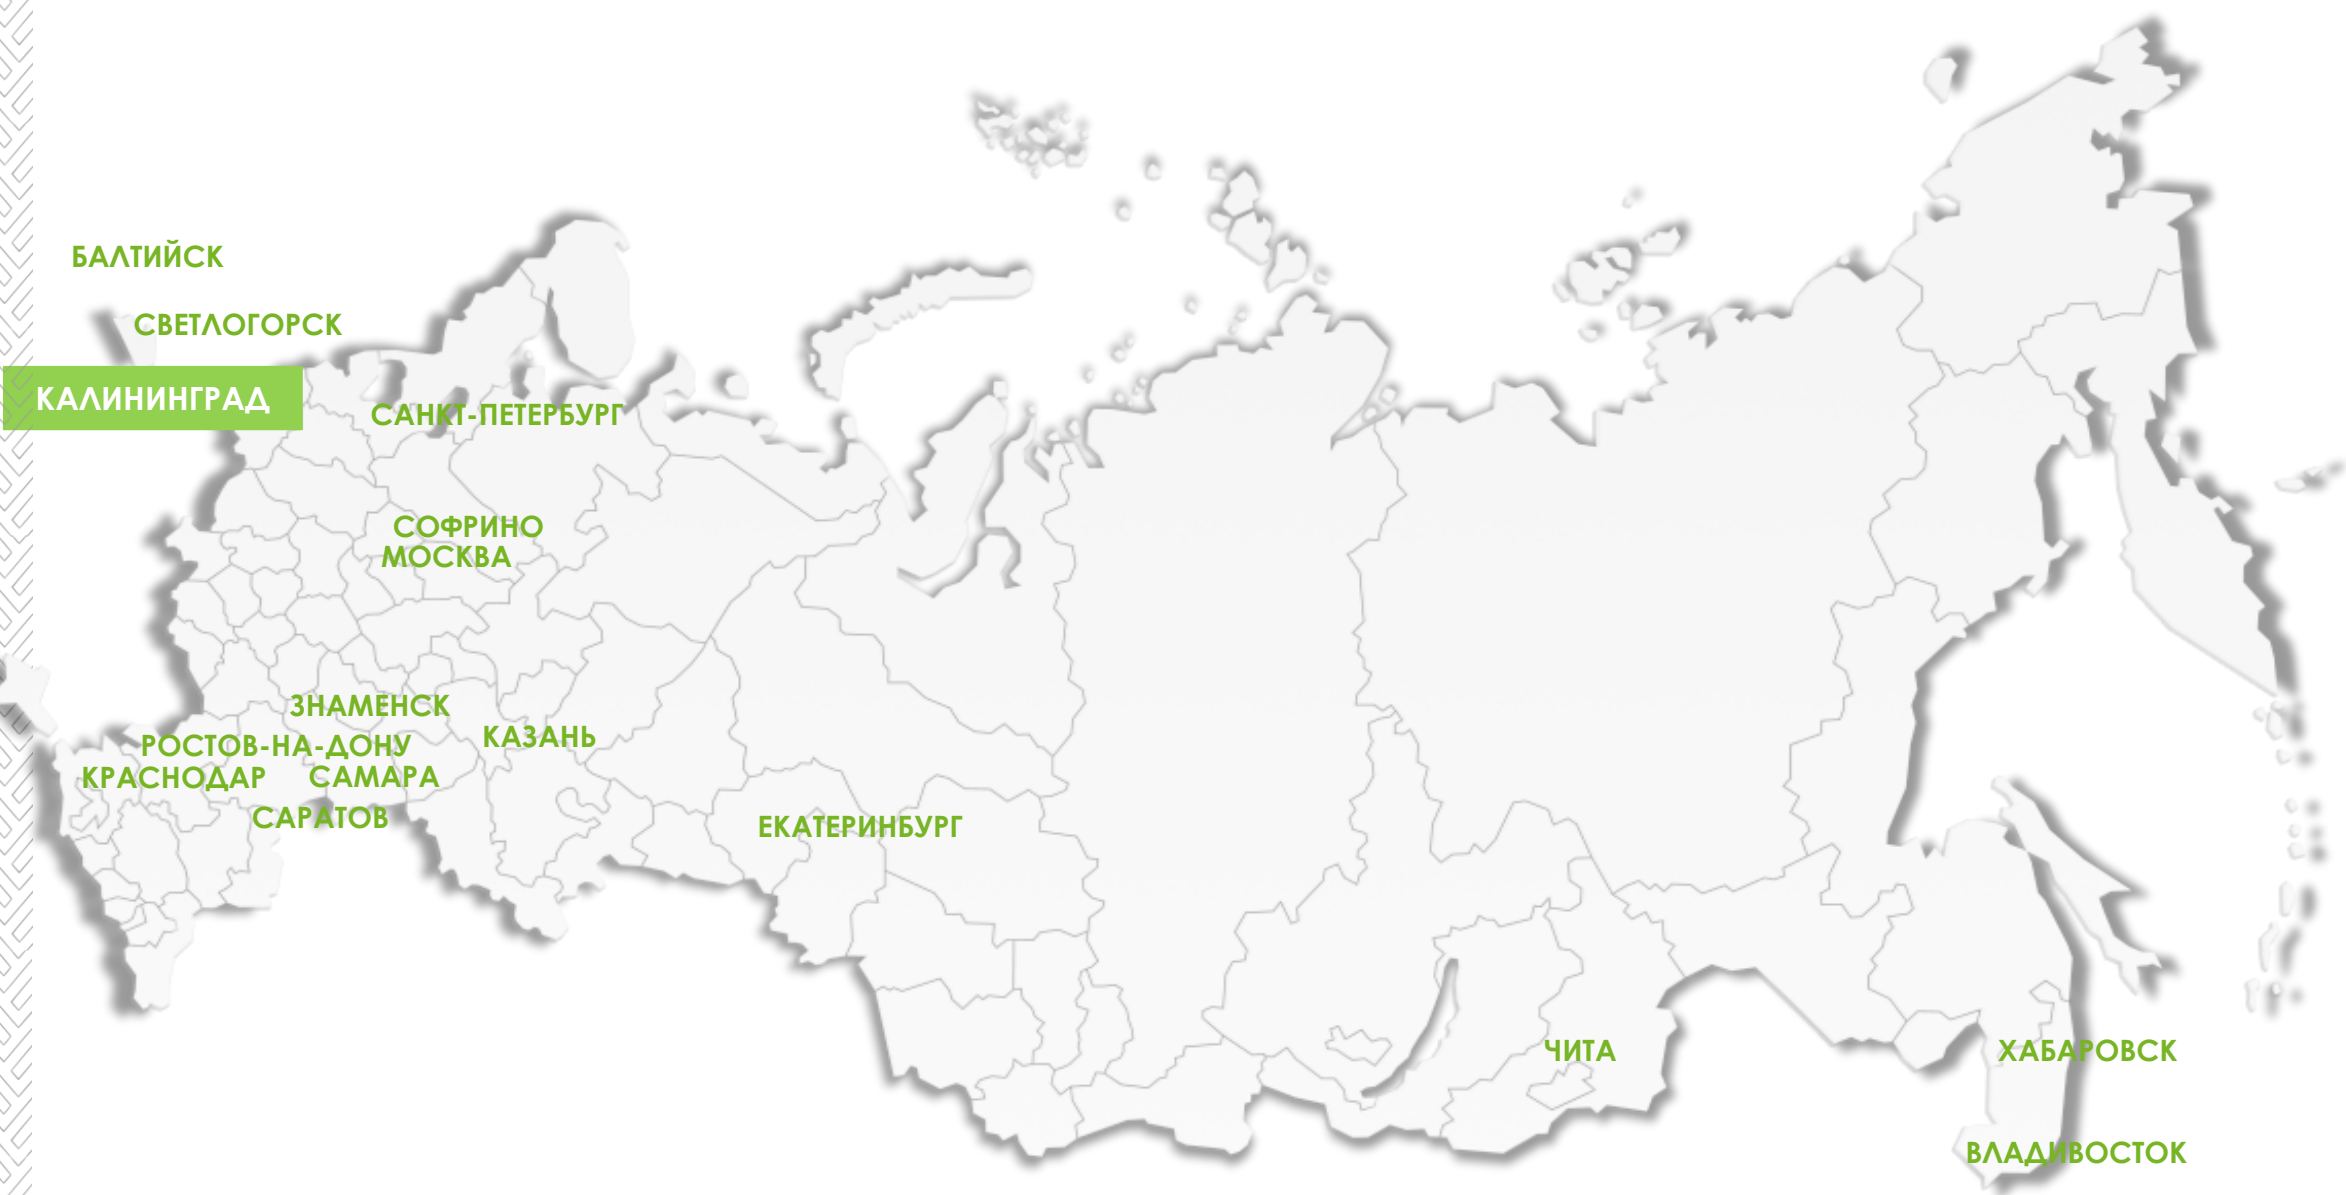 БАЛТИЙСК
СВЕТЛОГОРСК
КАЛИНИНГРАД
САНКТ-ПЕТЕРБУРГ
СОФРИНО
МОСКВА
ЗНАМЕНСК
КАЗАНЬ
РОСТОВ-НА-ДОНУ
КРАСНОДАР
САМАРА
САРАТОВ
ЕКАТЕРИНБУРГ
ЧИТА
ХАБАРОВСК
ВЛАДИВОСТОК